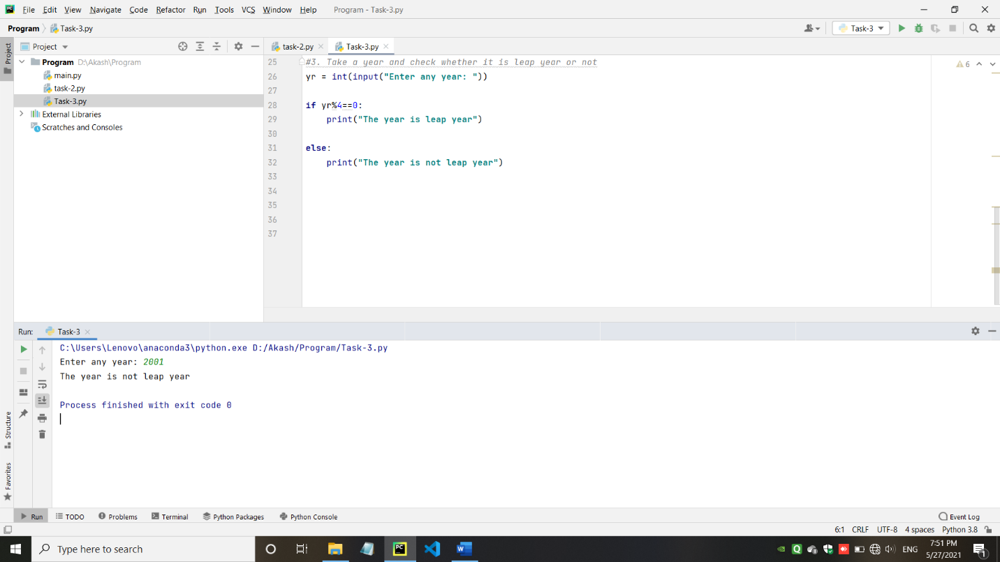 File Edit View Navigate Code Refactor Run Tools VCS Window Help Program - Task-3.py
Program Task-3.py Task-3
Project task-2.py Task-3.py
Project
Program D:\Akash\Program
main.py
task-2.py
Task-3.py
External Libraries
Scratches and Consoles
25 #3. Take a year and check whether it is leap year or not
26 yr = int(input("Enter any year: "))
27
28 if yr%4==0:
29 print("The year is leap year")
30
31 else:
32 print("The year is not leap year")
33
34
35
36
37
6
Run: Task-3
C:\Users\Lenovo\anaconda3\python.exe D:/Akash/Program/Task-3.py
Enter any year: 2001
The year is not leap year
Process finished with exit code 0
Structure
Favorites
Run TODO Problems Terminal Python Packages Python Console Event Log
6:1 CRLF UTF-8 4 spaces Python 3.8
Type here to search
PC
W
Q
ENG
7:51 PM
5/27/2021
1